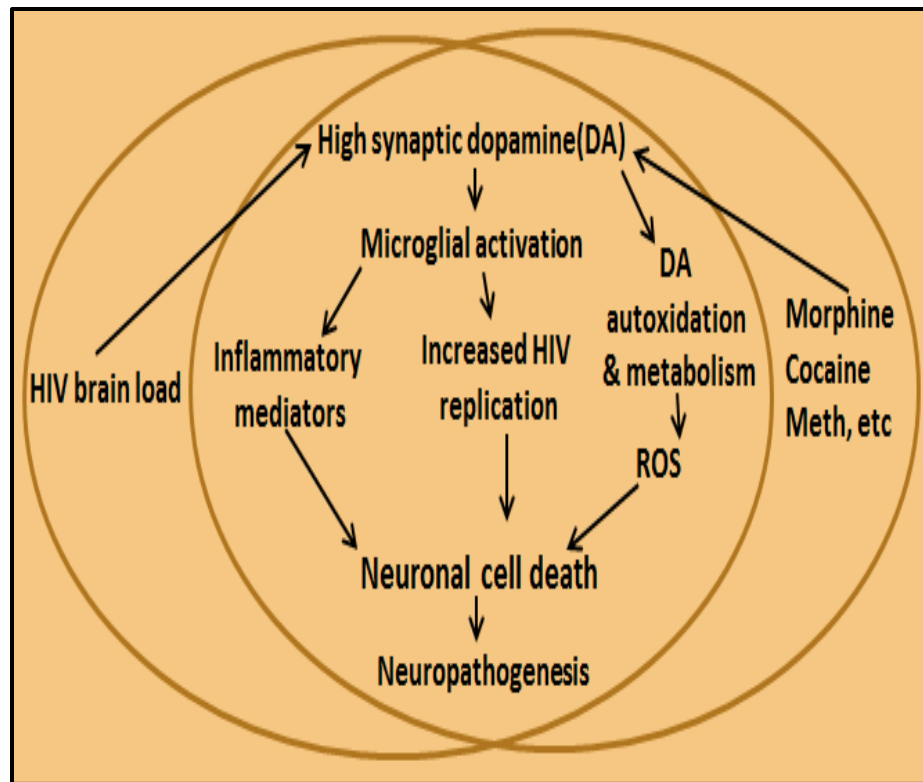 High synaptic dopamine(DA)
Microglial activation
DA
autoxidation
& metabolism
Inflammatory
mediators
Increased HIV
replication
HIV brain load
Morphine
Cocaine
Meth, etc
ROS
Neuronal cell death
Neuropathogenesis